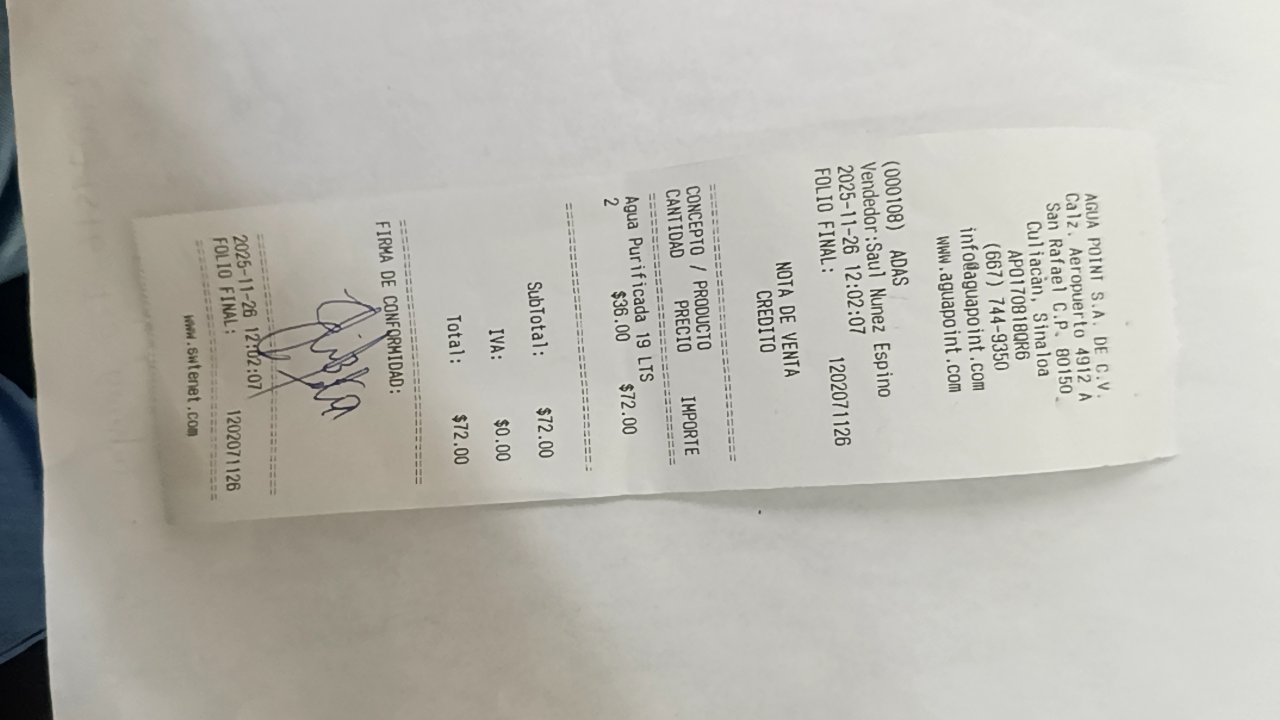 AGUA POINT S.A. DE C.V.
Calz. Aeropuerto 4912 A
San Rafael C.P. 80150
Culiacán, Sinaloa
APO170818QR6
(667) 744-9350
info@aguapoint.com
www.aguapoint.com
(000108) ADAS
Vendedor:Saul Nunez Espino
2025-11-26 12:02:07
FOLIO FINAL: 1202071126
NOTA DE VENTA
CREDITO
CONCEPTO / PRODUCTO
CANTIDAD PRECIO IMPORTE
Agua Purificada 19 LTS
2 $36.00 $72.00
SubTotal: $72.00
IVA: $0.00
Total: $72.00
FIRMA DE CONFORMIDAD:
2025-11-26 12:02:07
FOLIO FINAL: 1202071126
www.6wtenet.com